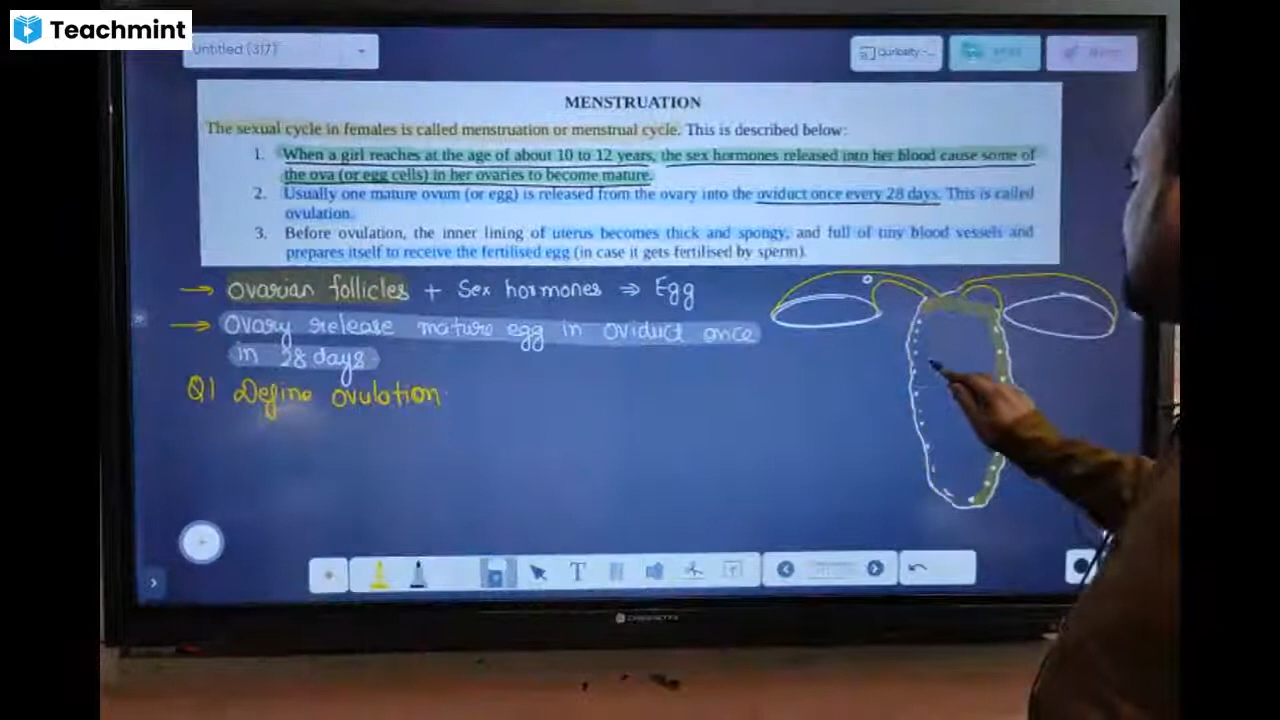 Teachmint
Untitled (317)
MENSTRUATION
The sexual cycle in females is called menstruation or menstrual cycle. This is described below:
1. When a girl reaches at the age of about 10 to 12 years, the sex hormones released into her blood cause some of
the ova (or egg cells) in her ovaries to become mature.
2. Usually one mature ovum (or egg) is released from the ovary into the oviduct once every 28 days. This is called
ovulation.
3. Before ovulation, the inner lining of uterus becomes thick and spongy, and full of tiny blood vessels and
prepares itself to receive the fertilised egg (in case it gets fertilised by sperm).
→ Ovarian follicles + Sex hormones ⇒ Egg
→ Ovary release mature egg in oviduct once
in 28 days
Q1 Define ovulation
T